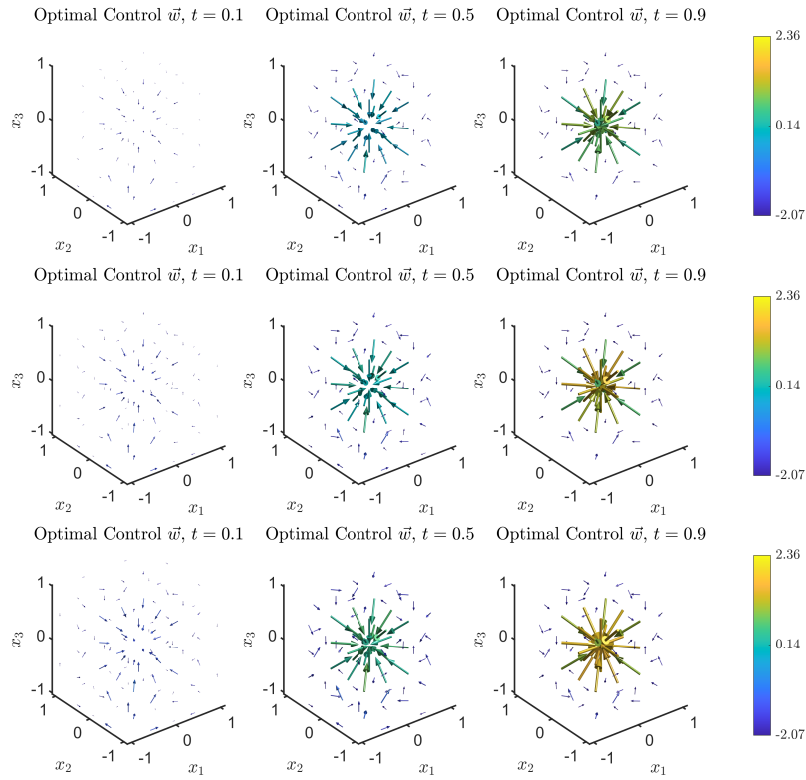 Optimal Control w⃗, t = 0.1 Optimal Control w⃗, t = 0.5 Optimal Control w⃗, t = 0.9
2.36
1 1 1
x₃ 0 x₃ 0 x₃ 0 0.14
-1 -1 -1
1 1 1 1 1 1
0 0 0 0 0 0
-1 -1 -1 -1 -1 -1 -2.07
x₂ x₁ x₂ x₁ x₂ x₁
Optimal Control w⃗, t = 0.1 Optimal Control w⃗, t = 0.5 Optimal Control w⃗, t = 0.9
2.36
1 1 1
x₃ 0 x₃ 0 x₃ 0 0.14
-1 -1 -1
1 1 1 1 1 1
0 0 0 0 0 0
-1 -1 -1 -1 -1 -1 -2.07
x₂ x₁ x₂ x₁ x₂ x₁
Optimal Control w⃗, t = 0.1 Optimal Control w⃗, t = 0.5 Optimal Control w⃗, t = 0.9
2.36
1 1 1
x₃ 0 x₃ 0 x₃ 0 0.14
-1 -1 -1
1 1 1 1 1 1
0 0 0 0 0 0
-1 -1 -1 -1 -1 -1 -2.07
x₂ x₁ x₂ x₁ x₂ x₁